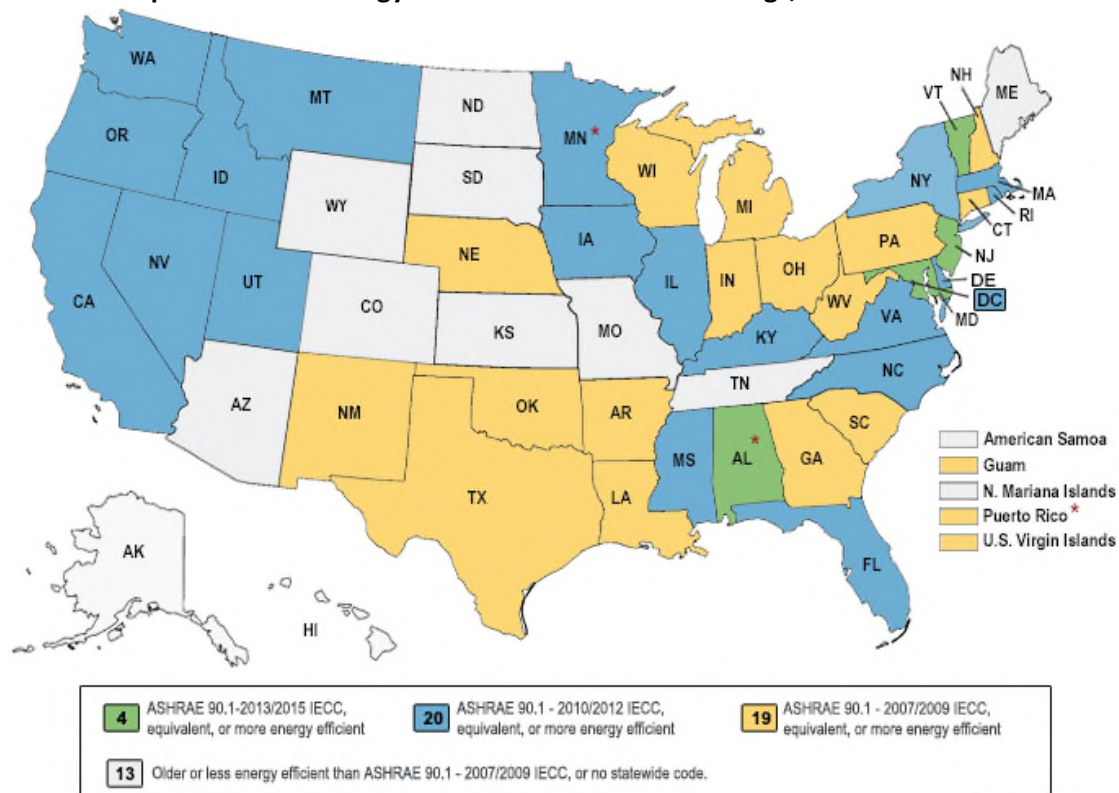 WA
MT
ND
MN *
VT
NH
ME
OR
ID
SD
WI
NY
MA
WY
MI
RI
CT
IA
NE
PA
NJ
NV
UT
IL
IN
OH
DE
DC
CA
CO
WV
MD
VA
KS
MO
KY
NC
TN
AZ
NM
OK
AR
SC
MS
AL *
GA
TX
LA
FL
AK
HI
American Samoa
Guam
N. Mariana Islands
Puerto Rico *
U.S. Virgin Islands
4 ASHRAE 90.1-2013/2015 IECC,
equivalent, or more energy efficient
20 ASHRAE 90.1 - 2010/2012 IECC,
equivalent, or more energy efficient
19 ASHRAE 90.1 - 2007/2009 IECC,
equivalent, or more energy efficient
13 Older or less energy efficient than ASHRAE 90.1 - 2007/2009 IECC, or no statewide code.